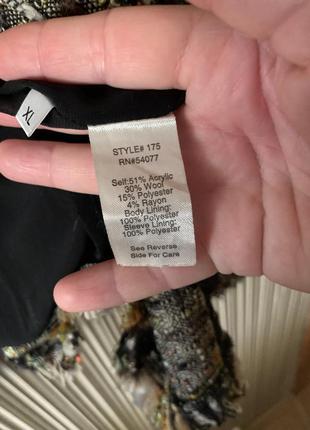 XL
STYLE# 175
RN#54077
Self:51% Acrylic
30% Wool
15% Polyester
4% Rayon
Body Lining:
100% Polyester
Sleeve Lining:
100% Polyester
See Reverse
Side For Care